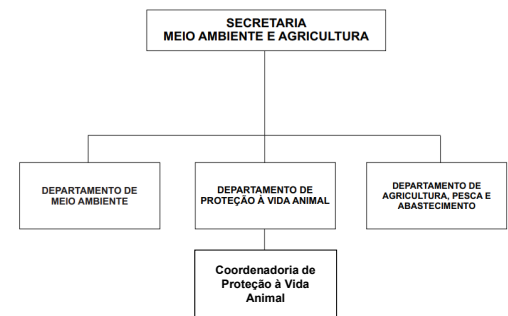 SECRETARIA
MEIO AMBIENTE E AGRICULTURA
DEPARTAMENTO DE
MEIO AMBIENTE
DEPARTAMENTO DE
PROTEÇÃO À VIDA ANIMAL
DEPARTAMENTO DE
AGRICULTURA, PESCA E
ABASTECIMENTO
Coordenadoria de
Proteção à Vida
Animal